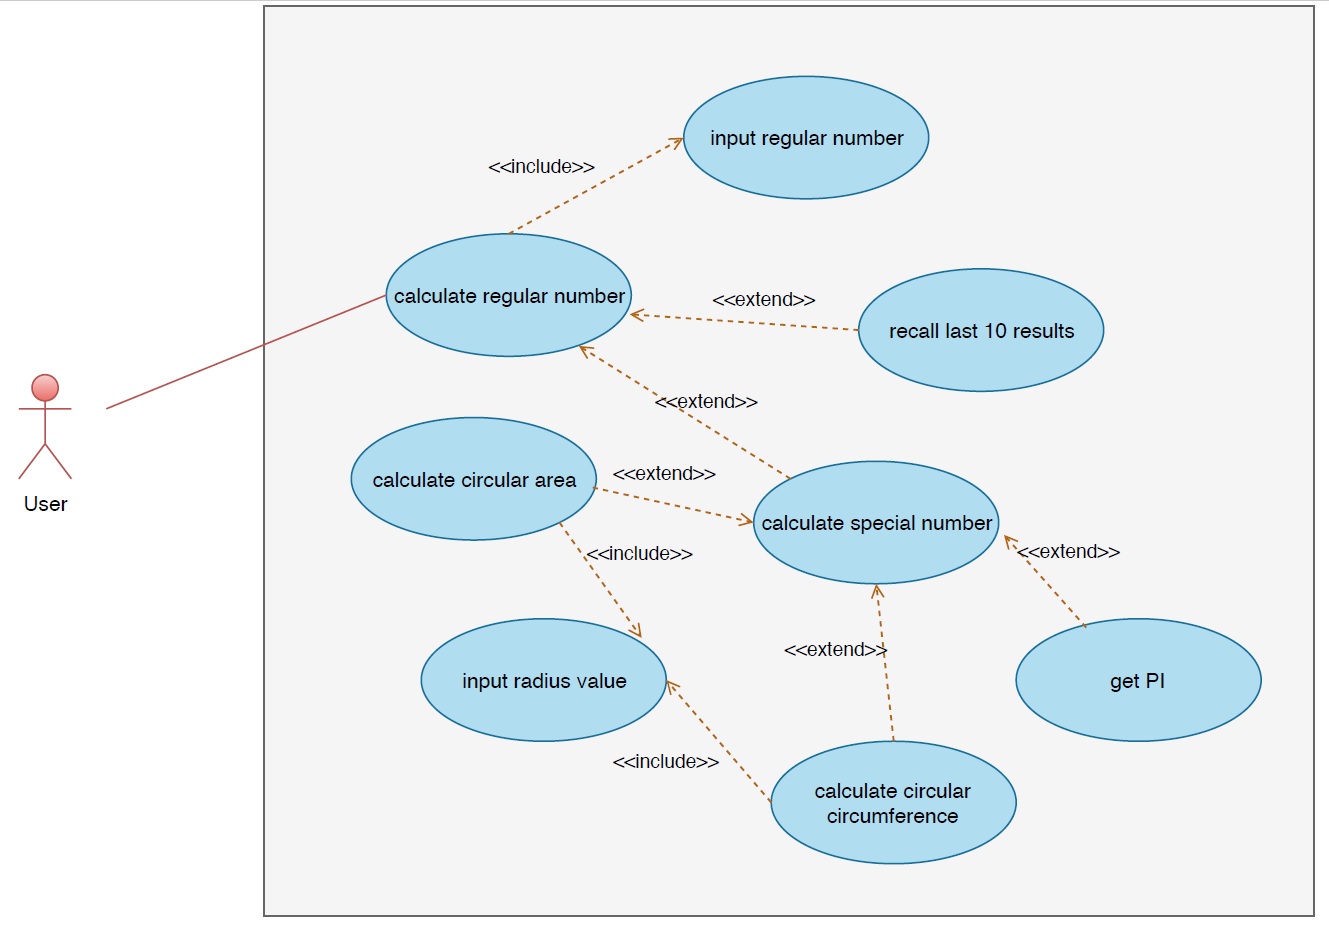 input regular number
<<include>>
calculate regular number
<<extend>>
recall last 10 results
<<extend>>
calculate circular area
<<extend>>
User
calculate special number
<<include>>
<<extend>>
<<extend>>
input radius value
get PI
<<include>>
calculate circular
circumference